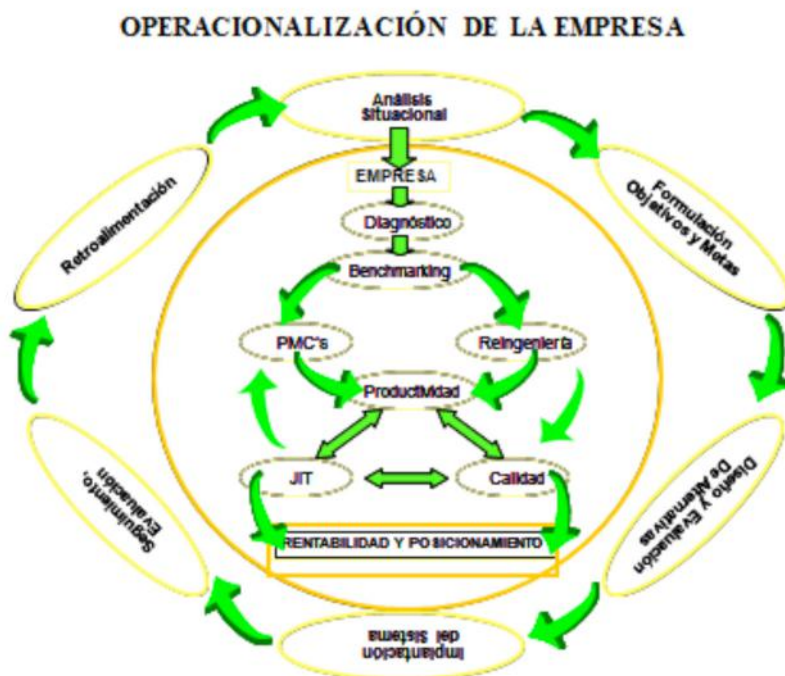 OPERACIONALIZACIÓN DE LA EMPRESA
Análisis
Situacional
EMPRESA
Diagnóstico
Benchmarking
PMC's
Reingeniería
Productividad
JIT
Calidad
RENTABILIDAD Y POSICIONAMIENTO
Formulación
Objetivos y Metas
Diseño y Evaluación
De Alternativas
Implantación
del Sistema
Seguimiento,
Evaluación
Retroalimentación